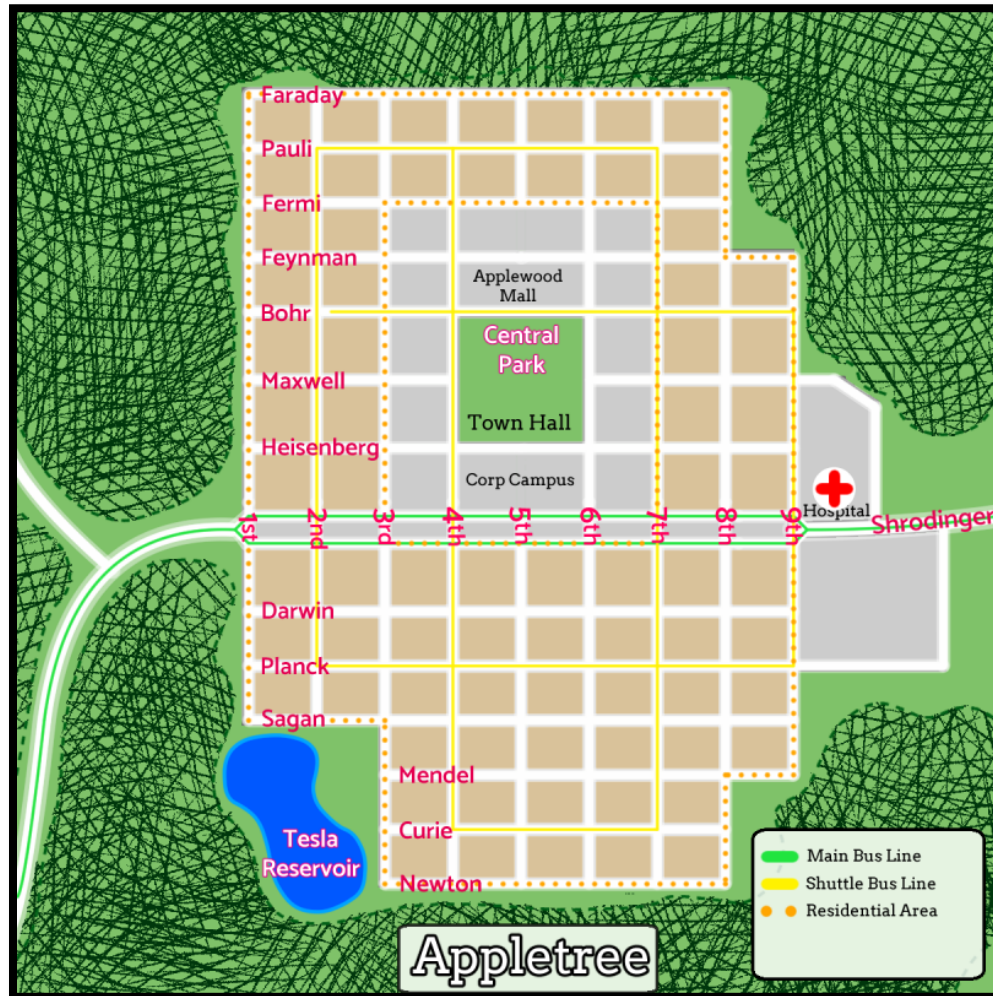 Faraday
Pauli
Fermi
Feynman
Applewood
Mall
Bohr
Central
Park
Maxwell
Town Hall
Heisenberg
Corp Campus
Hospital
1st
2nd
3rd
4th
5th
6th
7th
8th
9th
Shrodinger
Darwin
Planck
Sagan
Mendel
Curie
Tesla
Reservoir
Newton
Main Bus Line
Shuttle Bus Line
Residential Area
Appletree